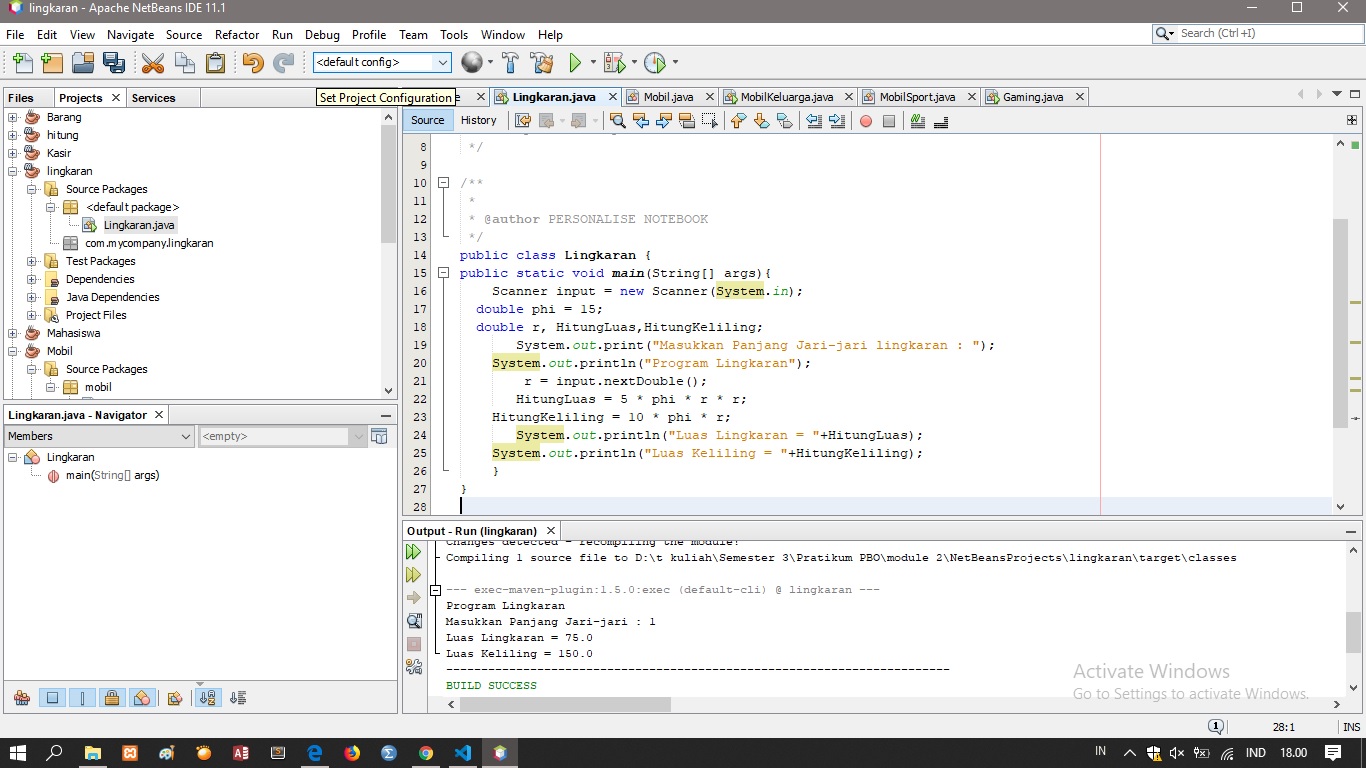 lingkaran - Apache NetBeans IDE 11.1
File Edit View Navigate Source Refactor Run Debug Profile Team Tools Window Help
Search (Ctrl+I)
<default config>
Set Project Configuration
Files Projects Services
Barang
hitung
Kasir
lingkaran
Source Packages
<default package>
Lingkaran.java
com.mycompany.lingkaran
Test Packages
Dependencies
Java Dependencies
Project Files
Mahasiswa
Mobil
Source Packages
mobil
Lingkaran.java - Navigator
Members <empty>
Lingkaran
main(String[] args)
Lingkaran.java Mobil.java MobilKeluarga.java MobilSport.java Gaming.java
Source History
8 */
9
10 /**
11 *
12 * @author PERSONALISE NOTEBOOK
13 */
14 public class Lingkaran {
15 public static void main(String[] args){
16 Scanner input = new Scanner(System.in);
17 double phi = 15;
18 double r, HitungLuas,HitungKeliling;
19 System.out.print("Masukkan Panjang Jari-jari lingkaran : ");
20 System.out.println("Program Lingkaran");
21 r = input.nextDouble();
22 HitungLuas = 5 * phi * r * r;
23 HitungKeliling = 10 * phi * r;
24 System.out.println("Luas Lingkaran = "+HitungLuas);
25 System.out.println("Luas Keliling = "+HitungKeliling);
26 }
27 }
28
Output - Run (lingkaran)
Changes detected - recompiling the module!
Compiling 1 source file to D:\t kuliah\Semester 3\Pratikum PBO\module 2\NetBeansProjects\lingkaran\target\classes
--- exec-maven-plugin:1.5.0:exec (default-cli) @ lingkaran ---
Program Lingkaran
Masukkan Panjang Jari-jari : 1
Luas Lingkaran = 75.0
Luas Keliling = 150.0
------------------------------------------------------------------------
BUILD SUCCESS
Activate Windows
Go to Settings to activate Windows.
1 28:1 INS
IN IND 18.00